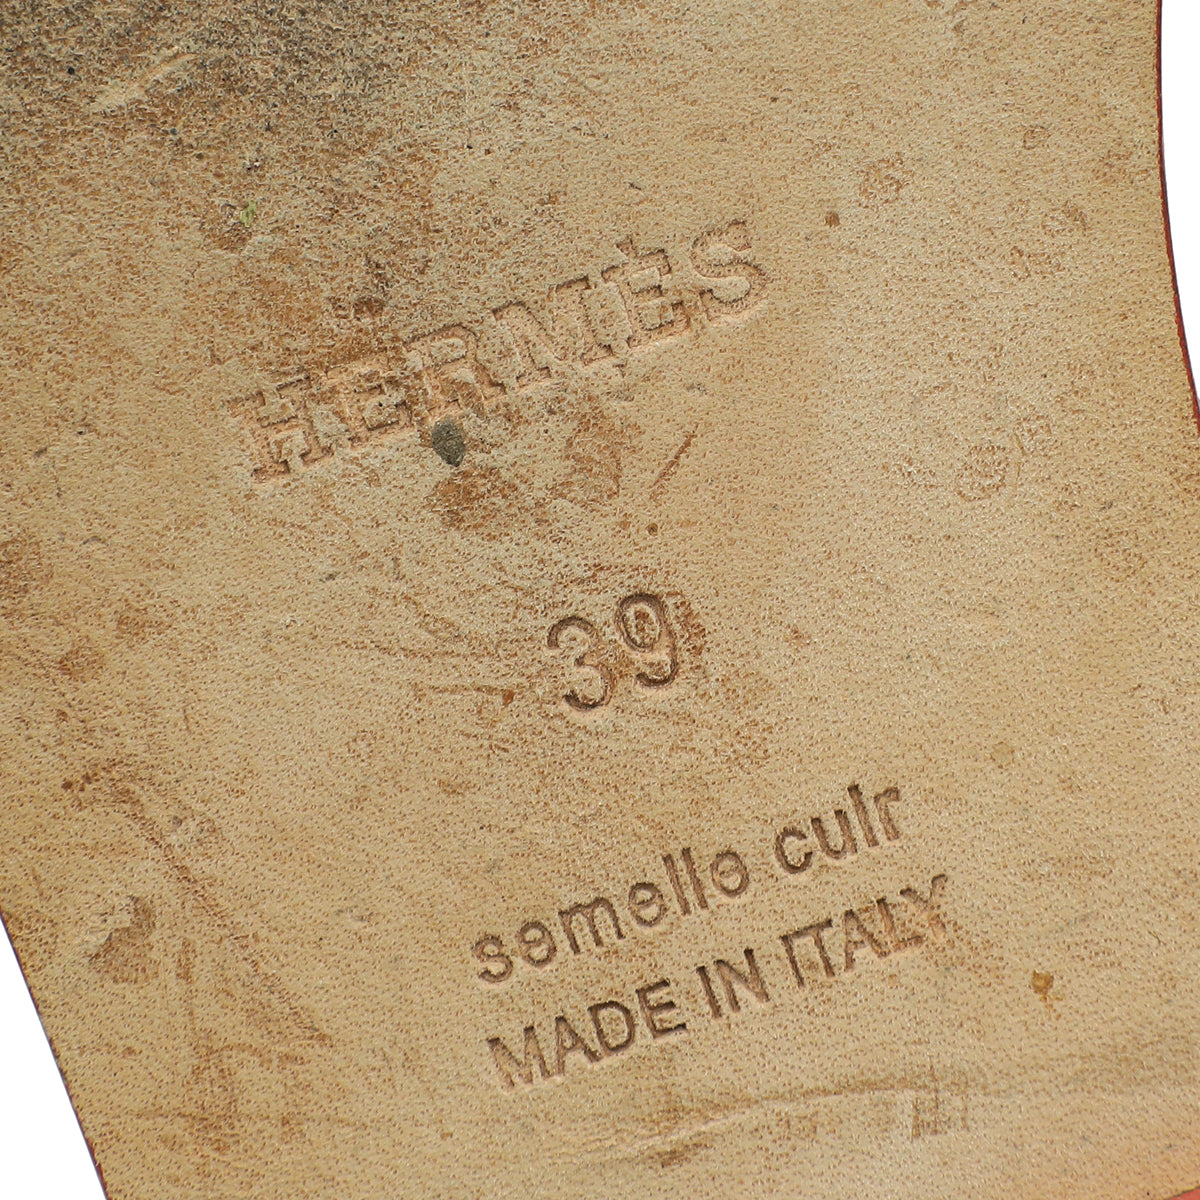 HERMÈS
39
semelle cuir
MADE IN ITALY